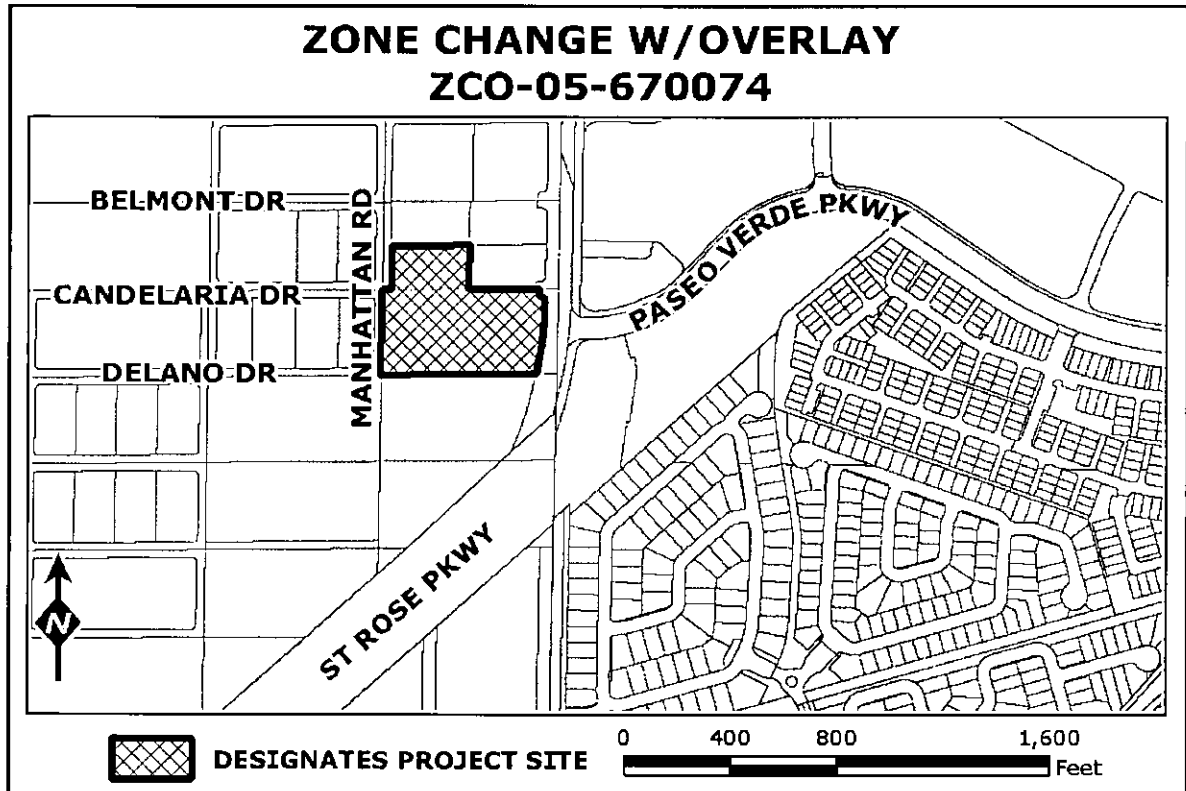 ZONE CHANGE W/OVERLAY
ZCO-05-670074
BELMONT DR
MANHATTAN RD
PASEO VERDE PKWY
CANDELARIA DR
DELANO DR
ST ROSE PKWY
N
DESIGNATES PROJECT SITE
0 400 800 1,600
Feet